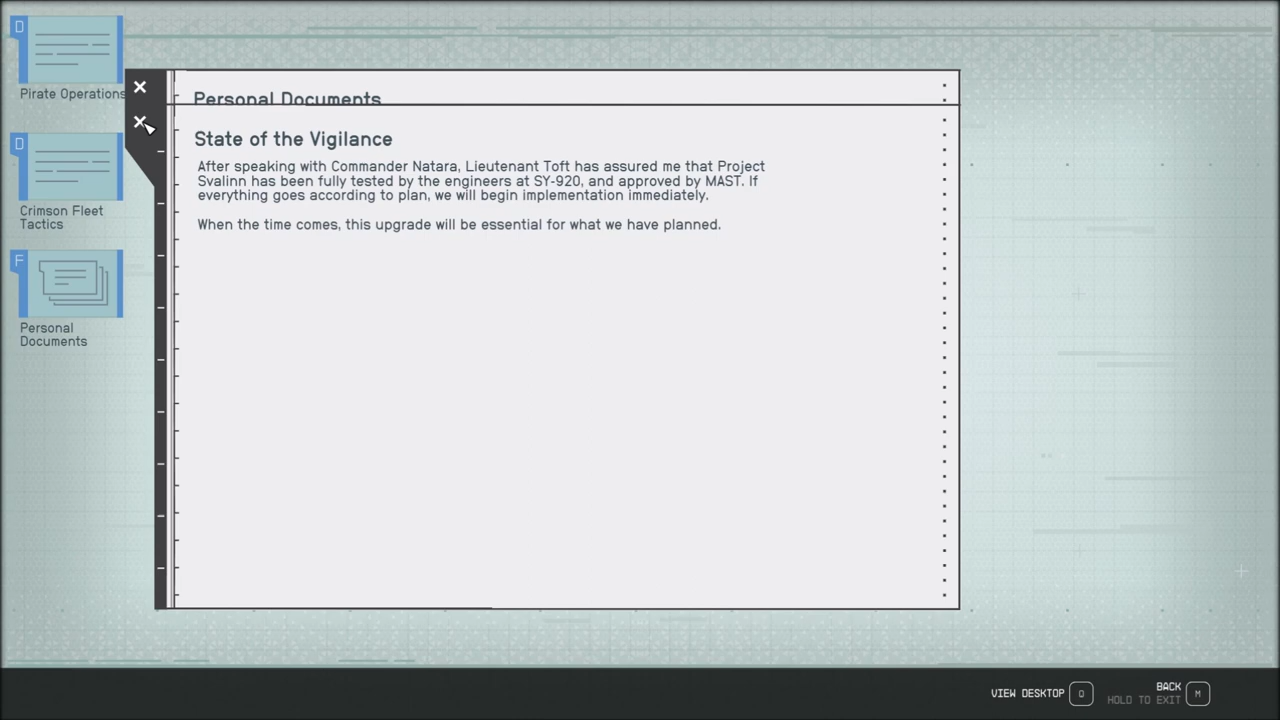 D
Pirate Operations
D
Crimson Fleet
Tactics
F
Personal
Documents
Personal Documents
State of the Vigilance
After speaking with Commander Natara, Lieutenant Toft has assured me that Project
Svalinn has been fully tested by the engineers at SY-920, and approved by MAST. If
everything goes according to plan, we will begin implementation immediately.
When the time comes, this upgrade will be essential for what we have planned.
VIEW DESKTOP Q
BACK
HOLD TO EXIT M